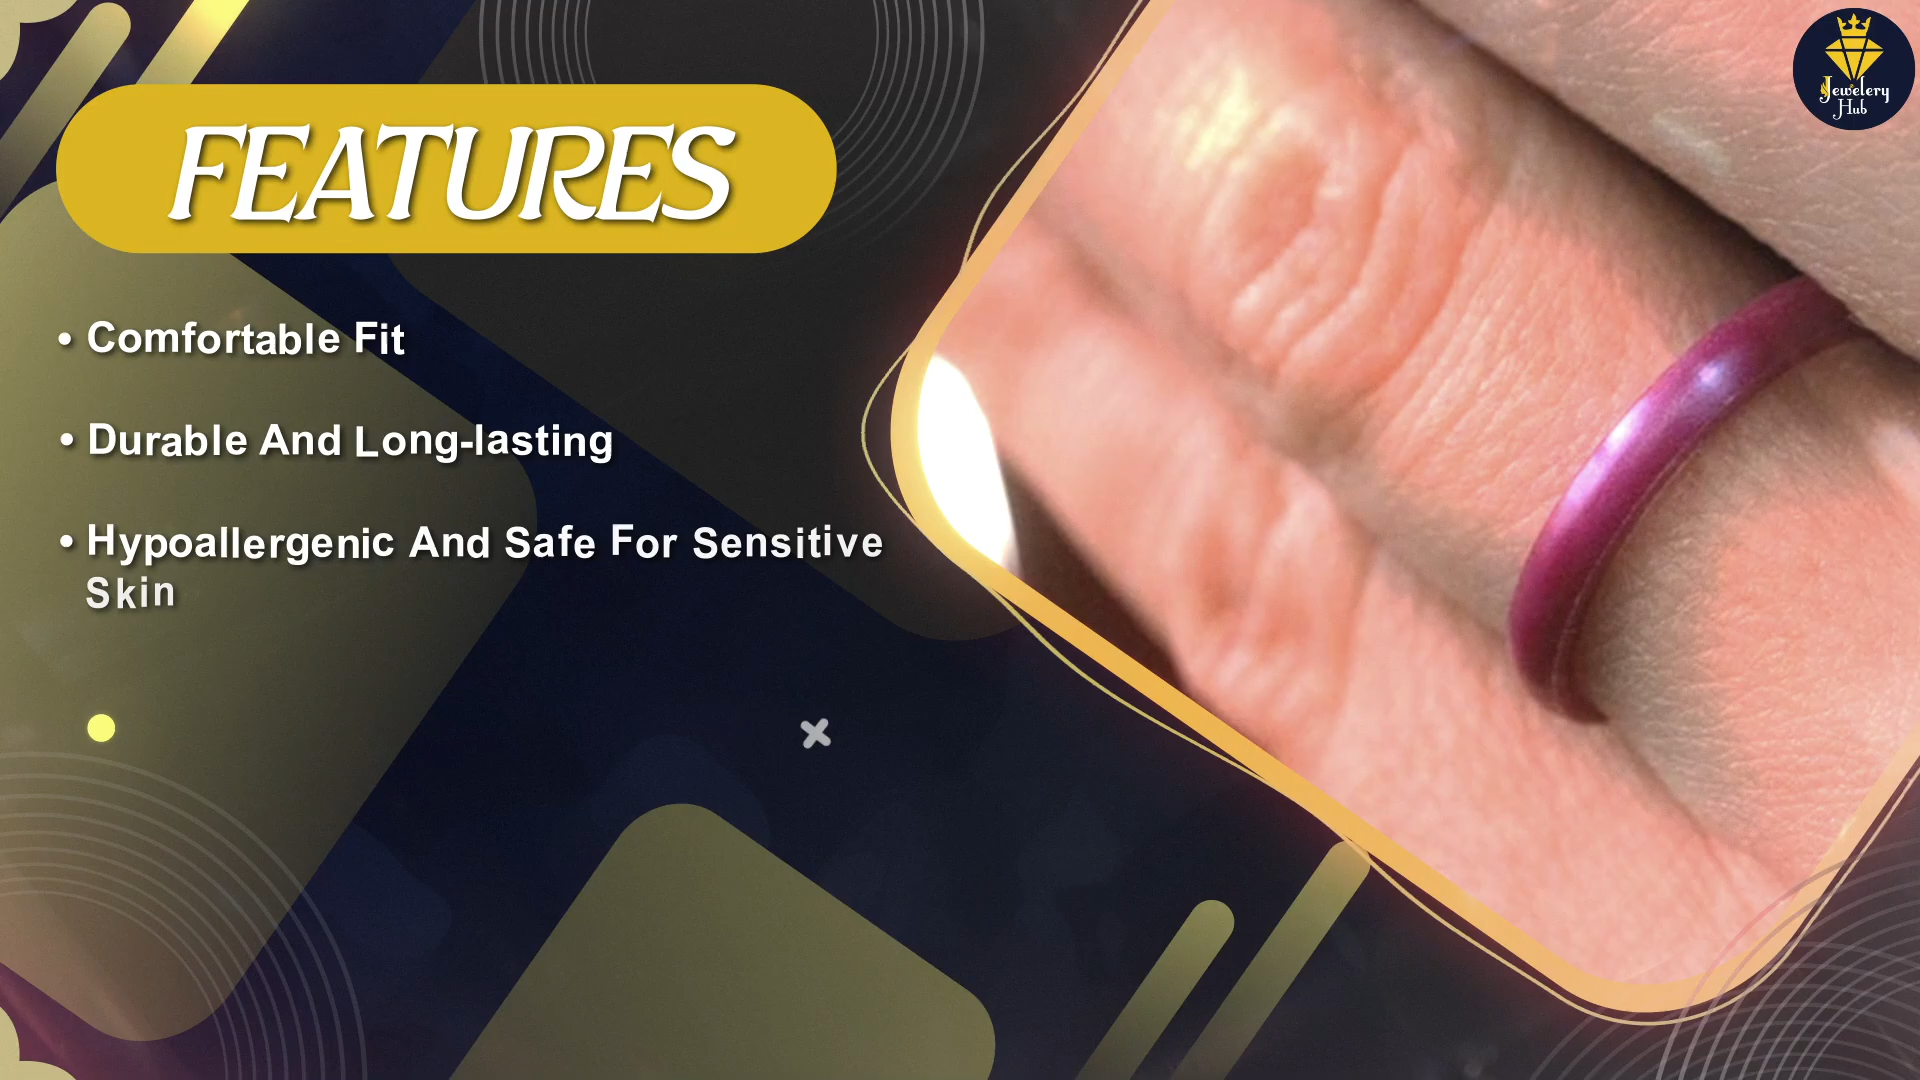 FEATURES
• Comfortable Fit
• Durable And Long-lasting
• Hypoallergenic And Safe For Sensitive
Skin
Jewelery
Hub